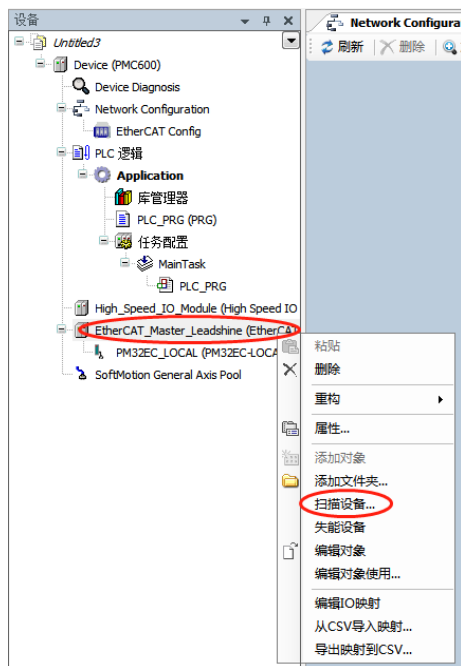 设备
Network Configura
刷新
删除
Untitled3
Device (PMC600)
Device Diagnosis
Network Configuration
EtherCAT Config
PLC 逻辑
Application
库管理器
PLC_PRG (PRG)
任务配置
MainTask
PLC_PRG
High_Speed_IO_Module (High Speed IO
EtherCAT_Master_Leadshine (EtherCAT
PM32EC_LOCAL (PM32EC-LOCA
SoftMotion General Axis Pool
粘贴
删除
重构
属性...
添加对象
添加文件夹...
扫描设备...
失能设备
编辑对象
编辑对象使用...
编辑IO映射
从CSV导入映射...
导出映射到CSV...